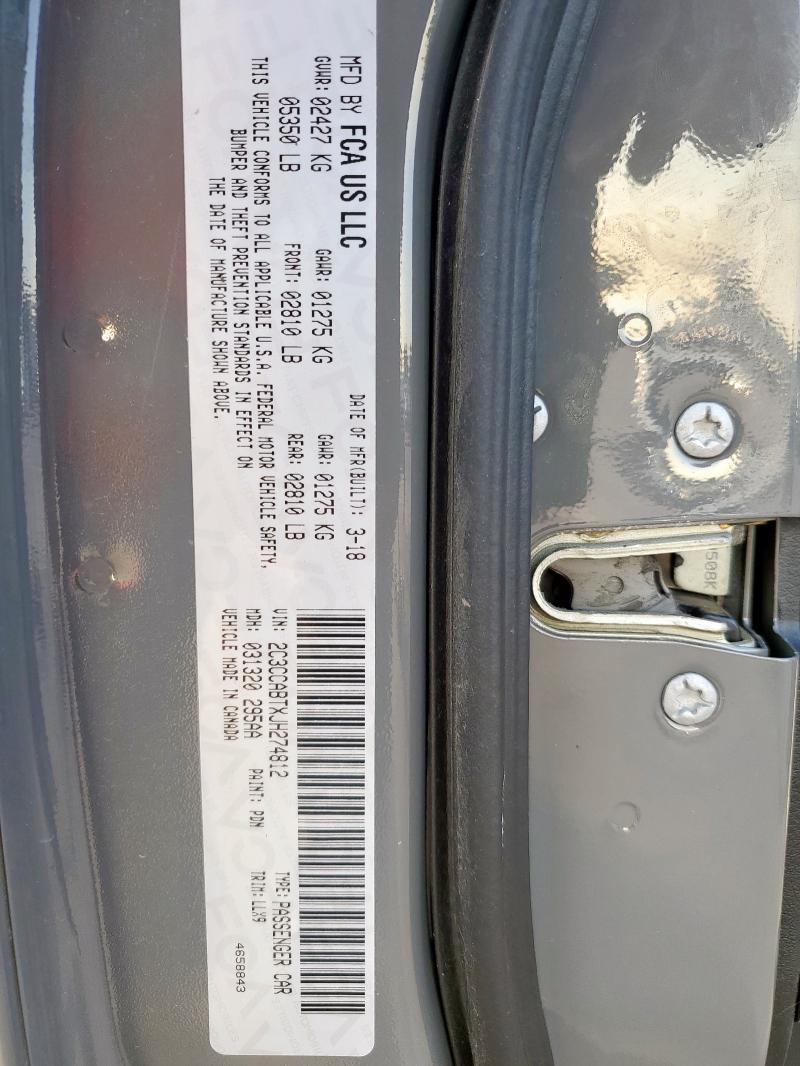 MFD BY FCA US LLC
DATE OF MFR(BUILT): 3-18
GVWR: 02427 KG
GAWR: 01275 KG
GAWR: 01275 KG
05350 LB
FRONT: 02810 LB
REAR: 02810 LB
THIS VEHICLE CONFORMS TO ALL APPLICABLE U.S.A. FEDERAL MOTOR VEHICLE SAFETY,
BUMPER AND THEFT PREVENTION STANDARDS IN EFFECT ON
THE DATE OF MANUFACTURE SHOWN ABOVE.
VIN: 2C3CCABTXJH274812
TYPE: PASSENGER CAR
MDH: 031320 295AA
PAINT: PDN
TRIM: LLX9
VEHICLE MADE IN CANADA
4658843
508K